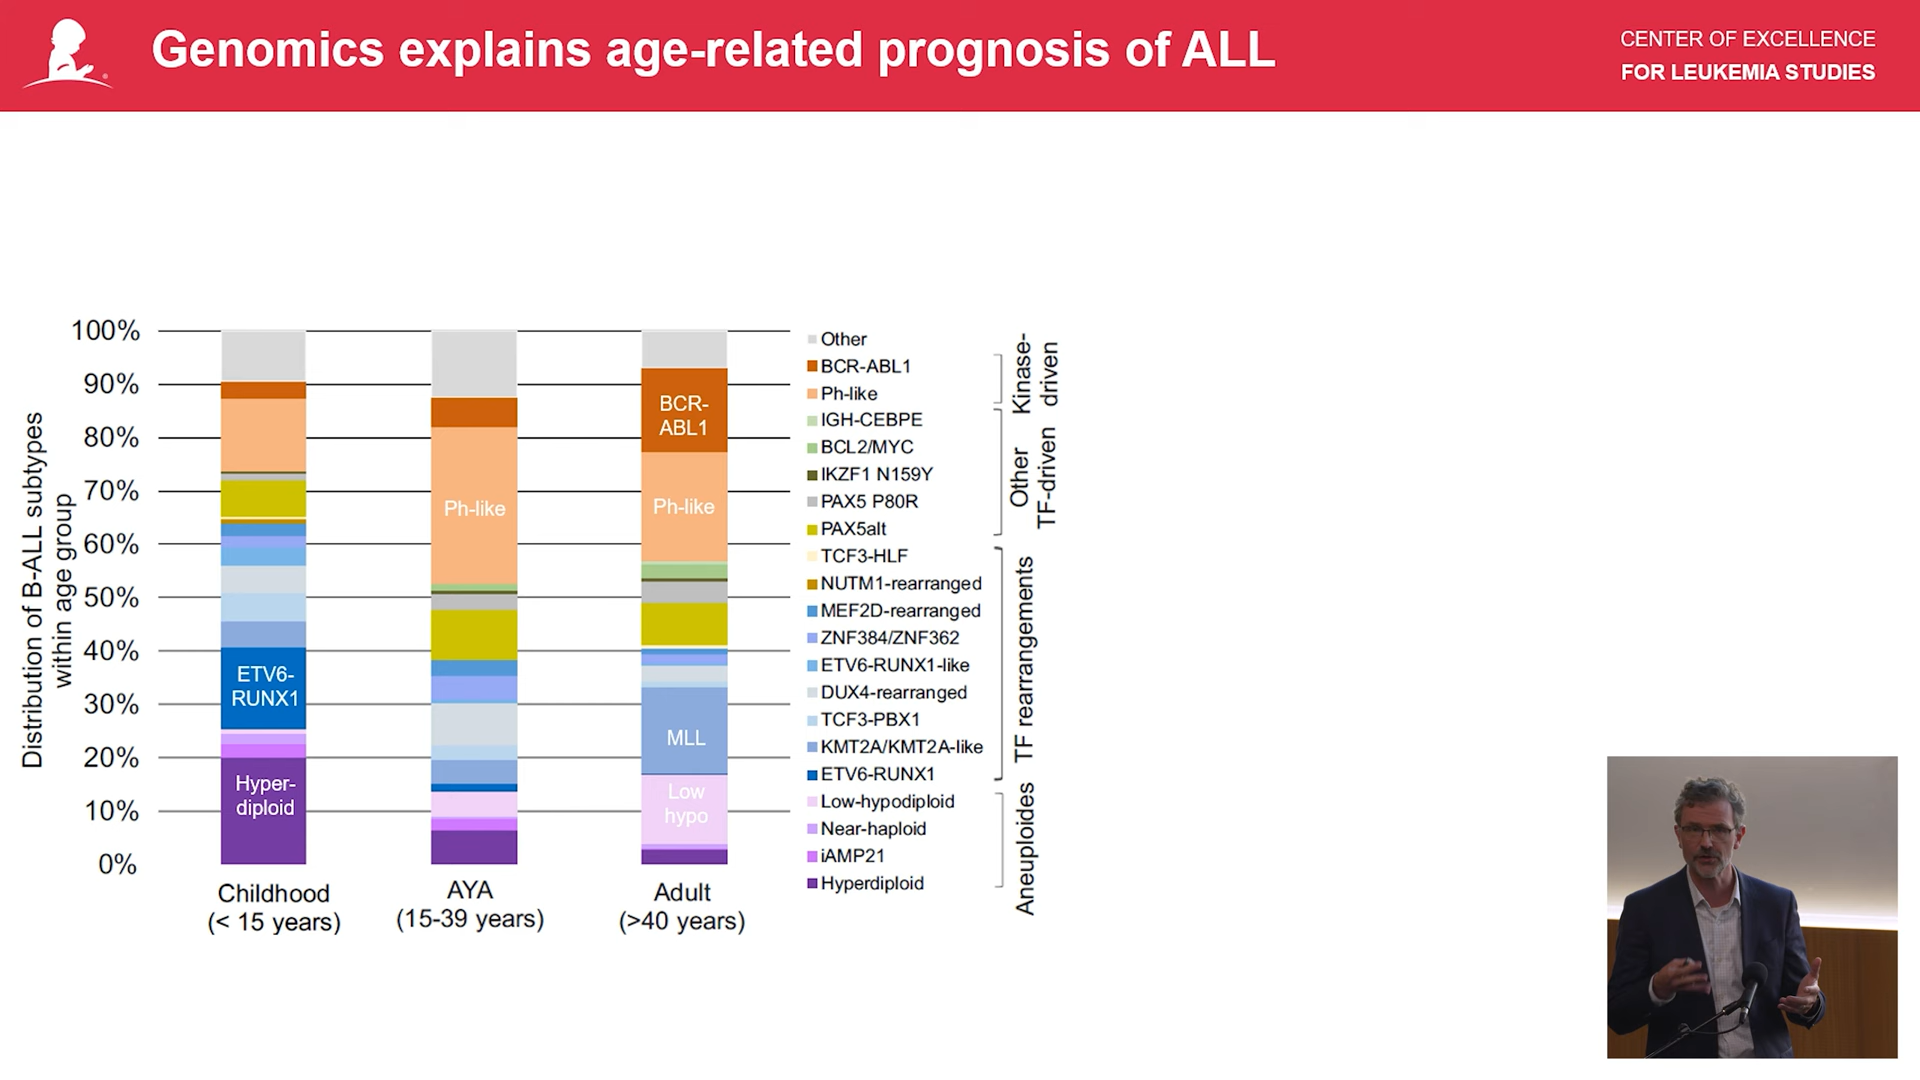 Genomics explains age-related prognosis of ALL
CENTER OF EXCELLENCE
FOR LEUKEMIA STUDIES
Distribution of B-ALL subtypes
within age group
100%
90%
80%
70%
60%
50%
40%
30%
20%
10%
0%
ETV6-
RUNX1
Hyper-
diploid
Ph-like
BCR-
ABL1
Ph-like
MLL
Low
hypo
Childhood
(< 15 years)
AYA
(15-39 years)
Adult
(>40 years)
Other
BCR-ABL1
Ph-like
IGH-CEBPE
BCL2/MYC
IKZF1 N159Y
PAX5 P80R
PAX5alt
TCF3-HLF
NUTM1-rearranged
MEF2D-rearranged
ZNF384/ZNF362
ETV6-RUNX1-like
DUX4-rearranged
TCF3-PBX1
KMT2A/KMT2A-like
ETV6-RUNX1
Low-hypodiploid
Near-haploid
iAMP21
Hyperdiploid
Kinase-
driven
Other
TF-driven
TF rearrangements
Aneuploides